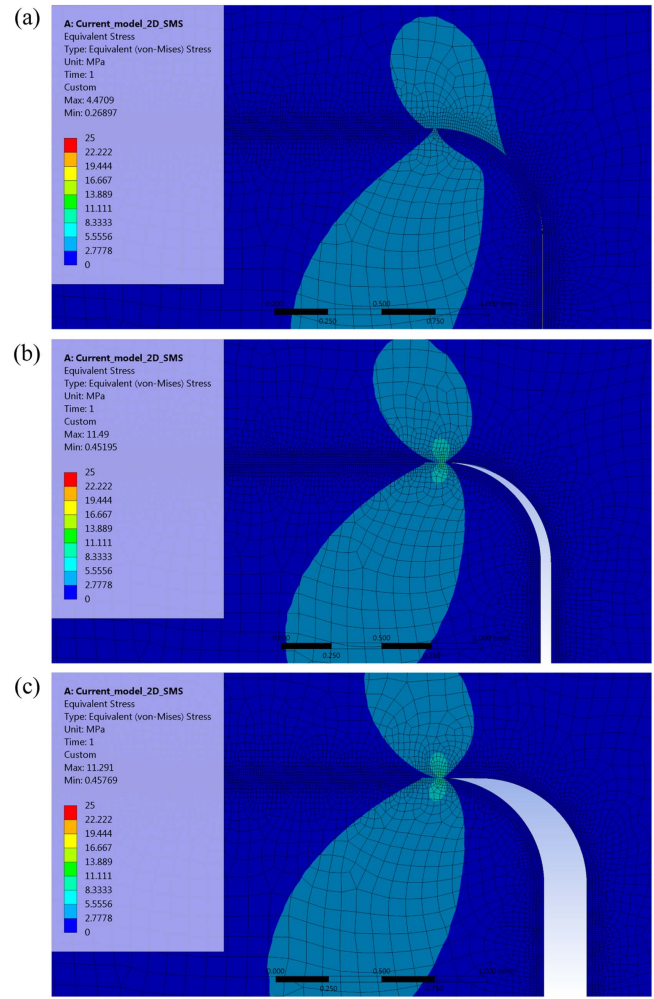 (a)
A: Current_model_2D_SMS
Equivalent Stress
Type: Equivalent (von-Mises) Stress
Unit: MPa
Time: 1
Custom
Max: 4.4709
Min: 0.26897
25
22.222
19.444
16.667
13.889
11.111
8.3333
5.5556
2.7778
0
0.000
0.500
0.250
0.750
(b)
A: Current_model_2D_SMS
Equivalent Stress
Type: Equivalent (von-Mises) Stress
Unit: MPa
Time: 1
Custom
Max: 11.49
Min: 0.45195
25
22.222
19.444
16.667
13.889
11.111
8.3333
5.5556
2.7778
0
0.000
0.500
0.250
0.750
(c)
A: Current_model_2D_SMS
Equivalent Stress
Type: Equivalent (von-Mises) Stress
Unit: MPa
Time: 1
Custom
Max: 11.291
Min: 0.45769
25
22.222
19.444
16.667
13.889
11.111
8.3333
5.5556
2.7778
0
0.000
0.500
0.250
0.750